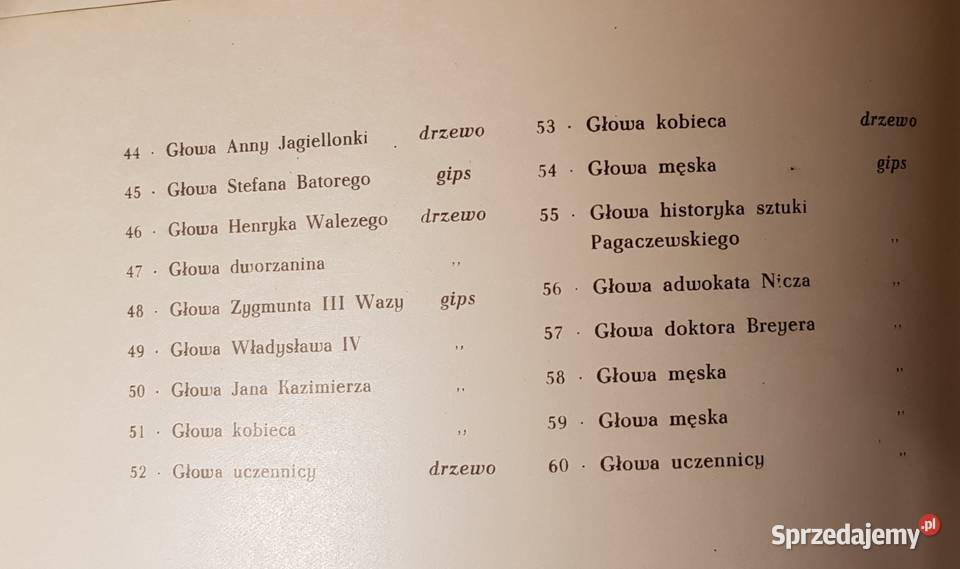 44 · Głowa Anny Jagiellonki drzewo
45 · Głowa Stefana Batorego gips
46 · Głowa Henryka Walezego drzewo
47 · Głowa dworzanina ,,
48 · Głowa Zygmunta III Wazy gips
49 · Głowa Władysława IV ,,
50 · Głowa Jana Kazimierza ,,
51 · Głowa kobieca ,,
52 · Głowa uczennicy drzewo
53 · Głowa kobieca drzewo
54 · Głowa męska gips
55 · Głowa historyka sztuki
Pagaczewskiego ,,
56 · Głowa adwokata Nicza ,,
57 · Głowa doktora Breyera ,,
58 · Głowa męska ,,
59 · Głowa męska ,,
60 · Głowa uczennicy ,,
Sprzedajemy .pl